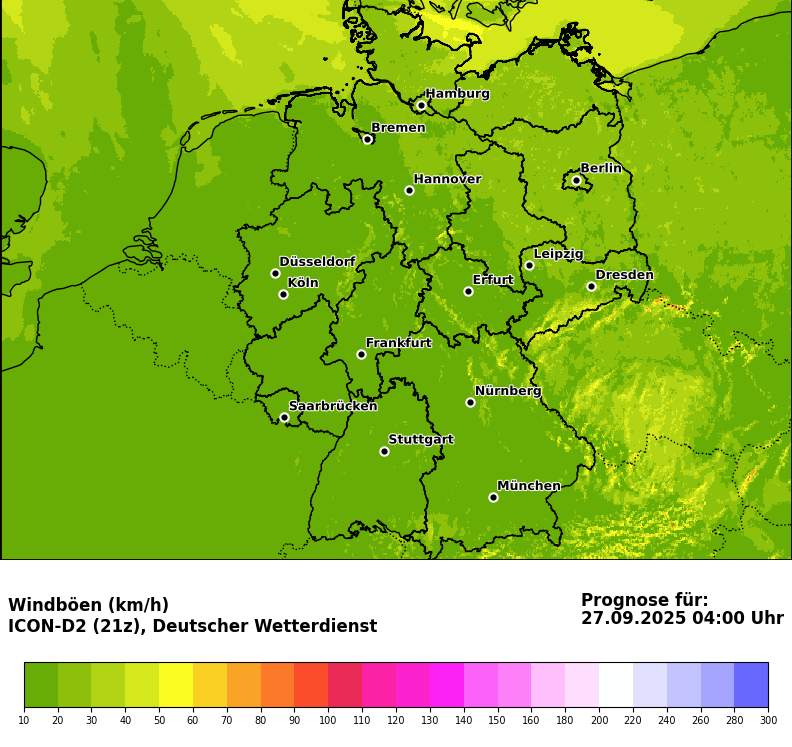 Hamburg
Bremen
Berlin
Hannover
Leipzig
Düsseldorf
Dresden
Erfurt
Köln
Frankfurt
Nürnberg
Saarbrücken
Stuttgart
München
Windböen (km/h)
ICON-D2 (21z), Deutscher Wetterdienst
Prognose für:
27.09.2025 04:00 Uhr
10 20 30 40 50 60 70 80 90 100 110 120 130 140 150 160 180 200 220 240 260 280 300